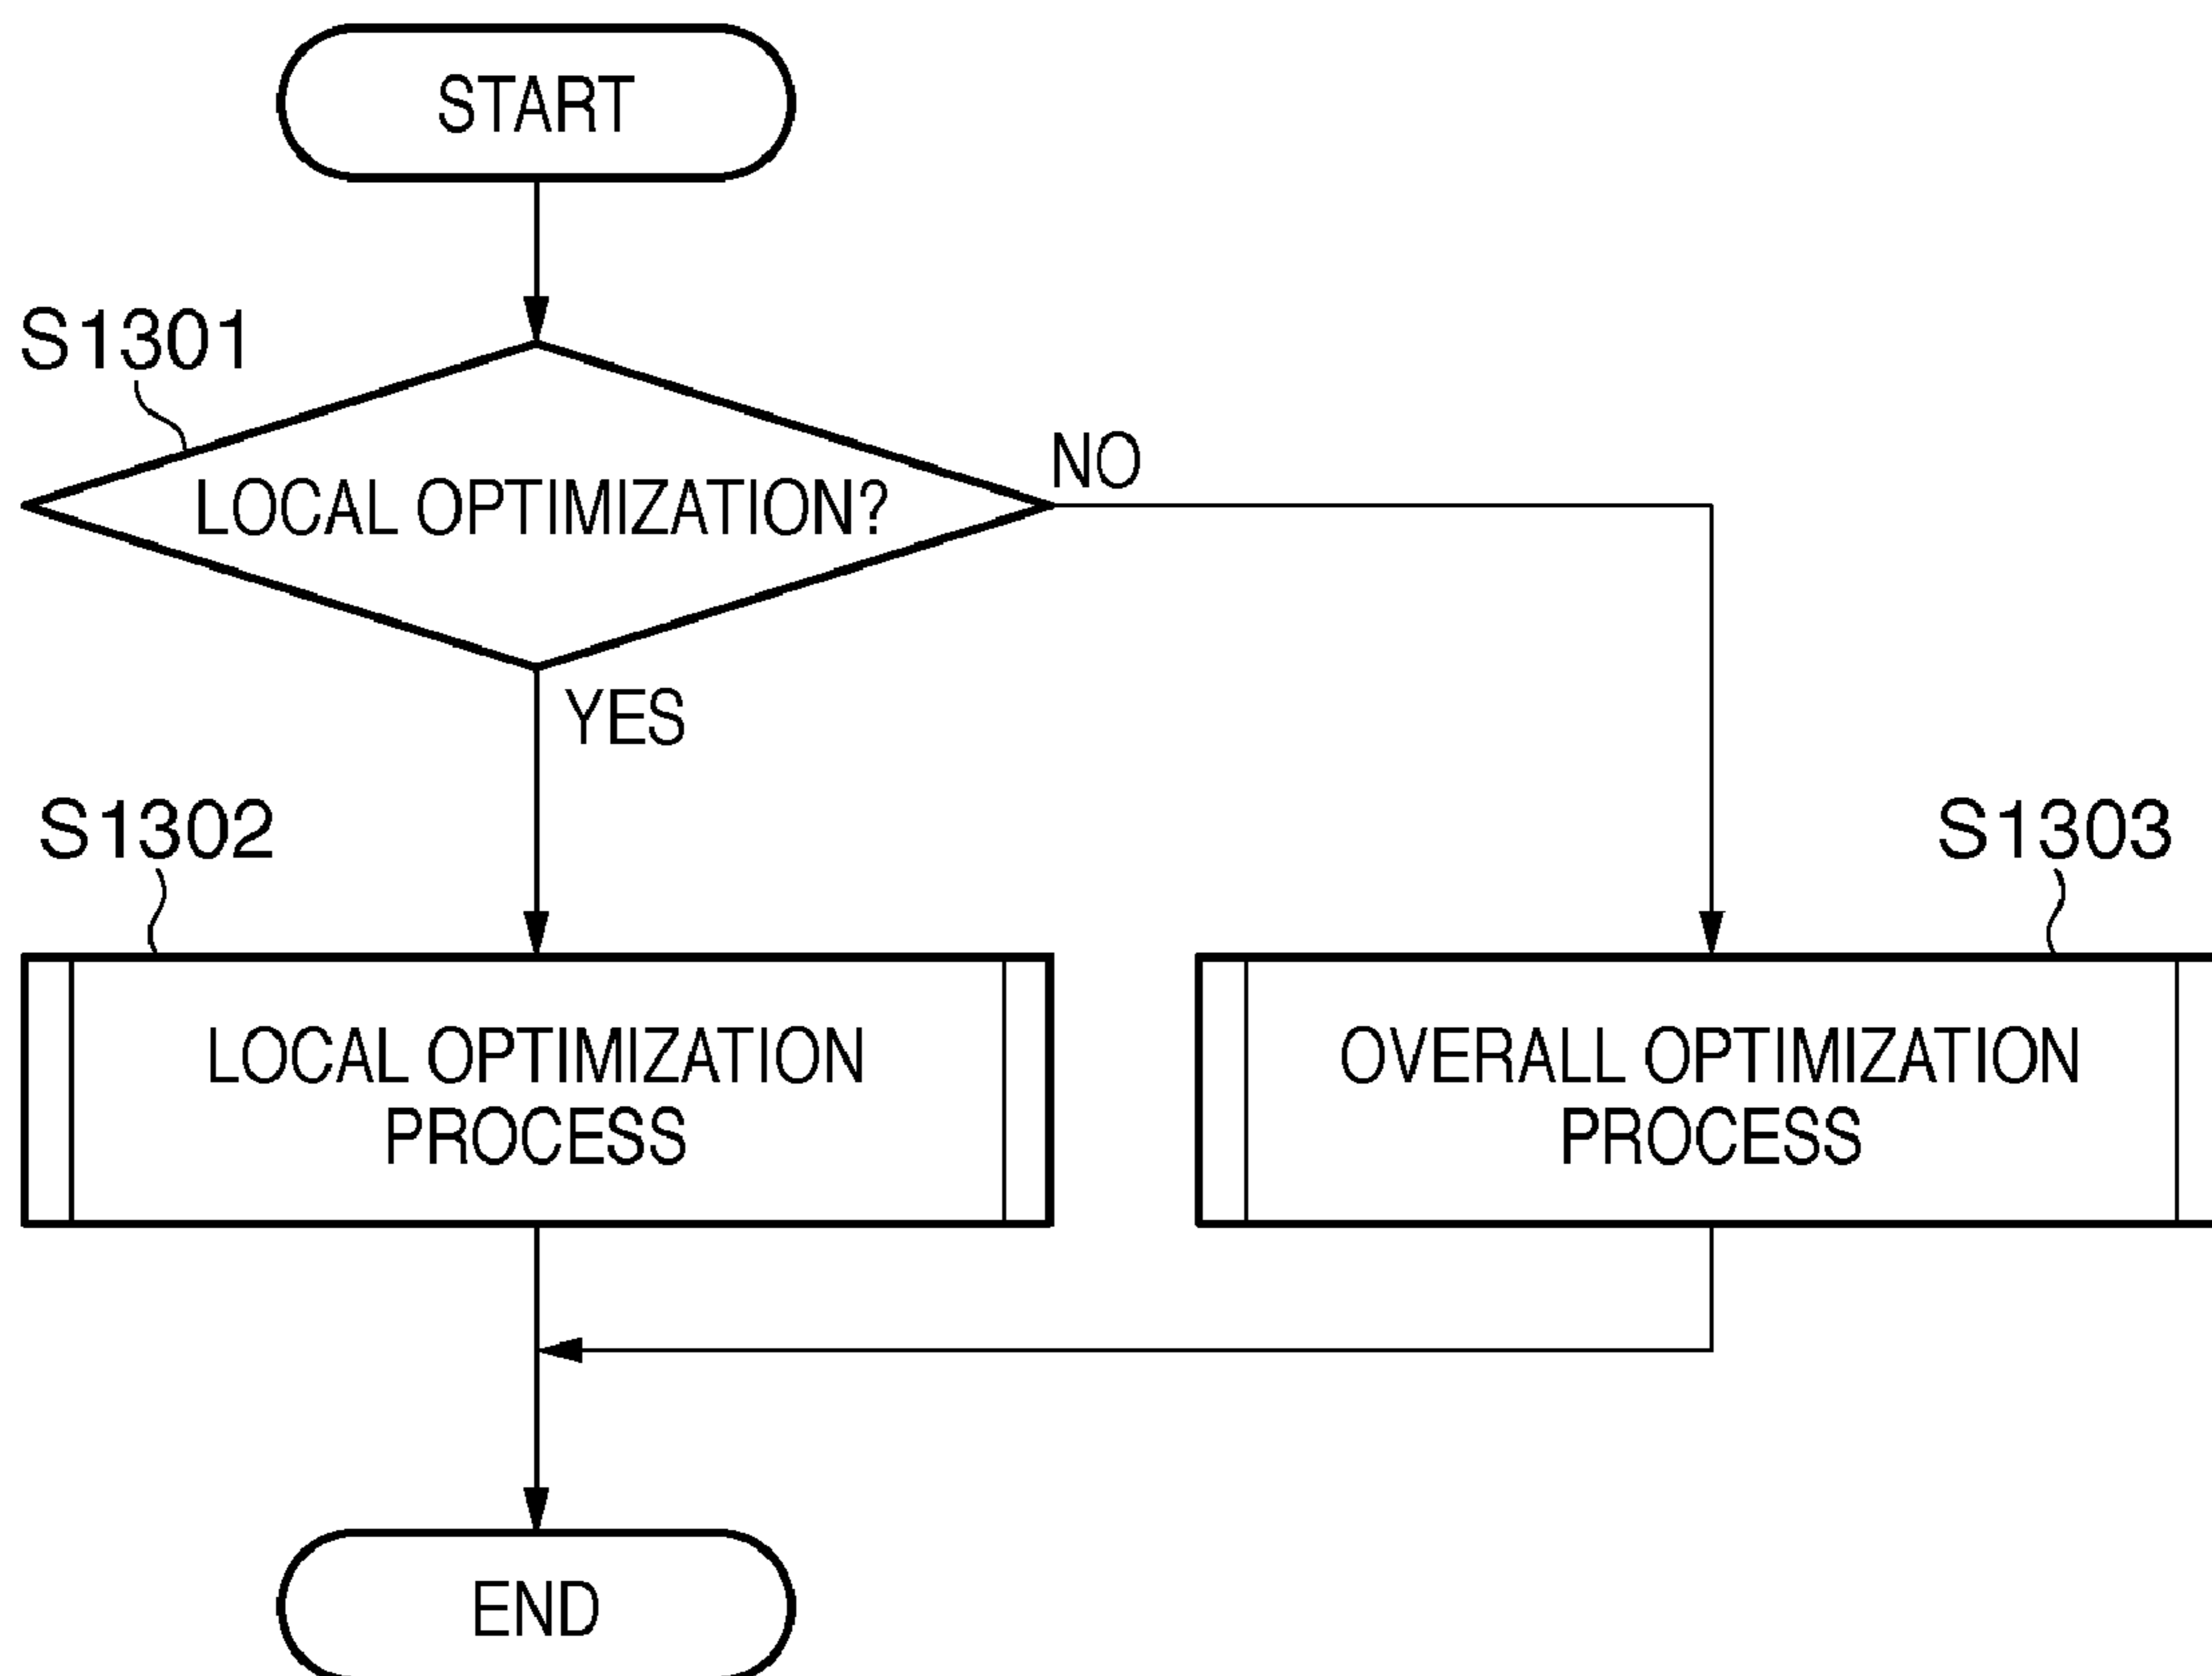 START
S1301
LOCAL OPTIMIZATION?
NO
YES
S1302
S1303
LOCAL OPTIMIZATION
PROCESS
OVERALL OPTIMIZATION
PROCESS
END